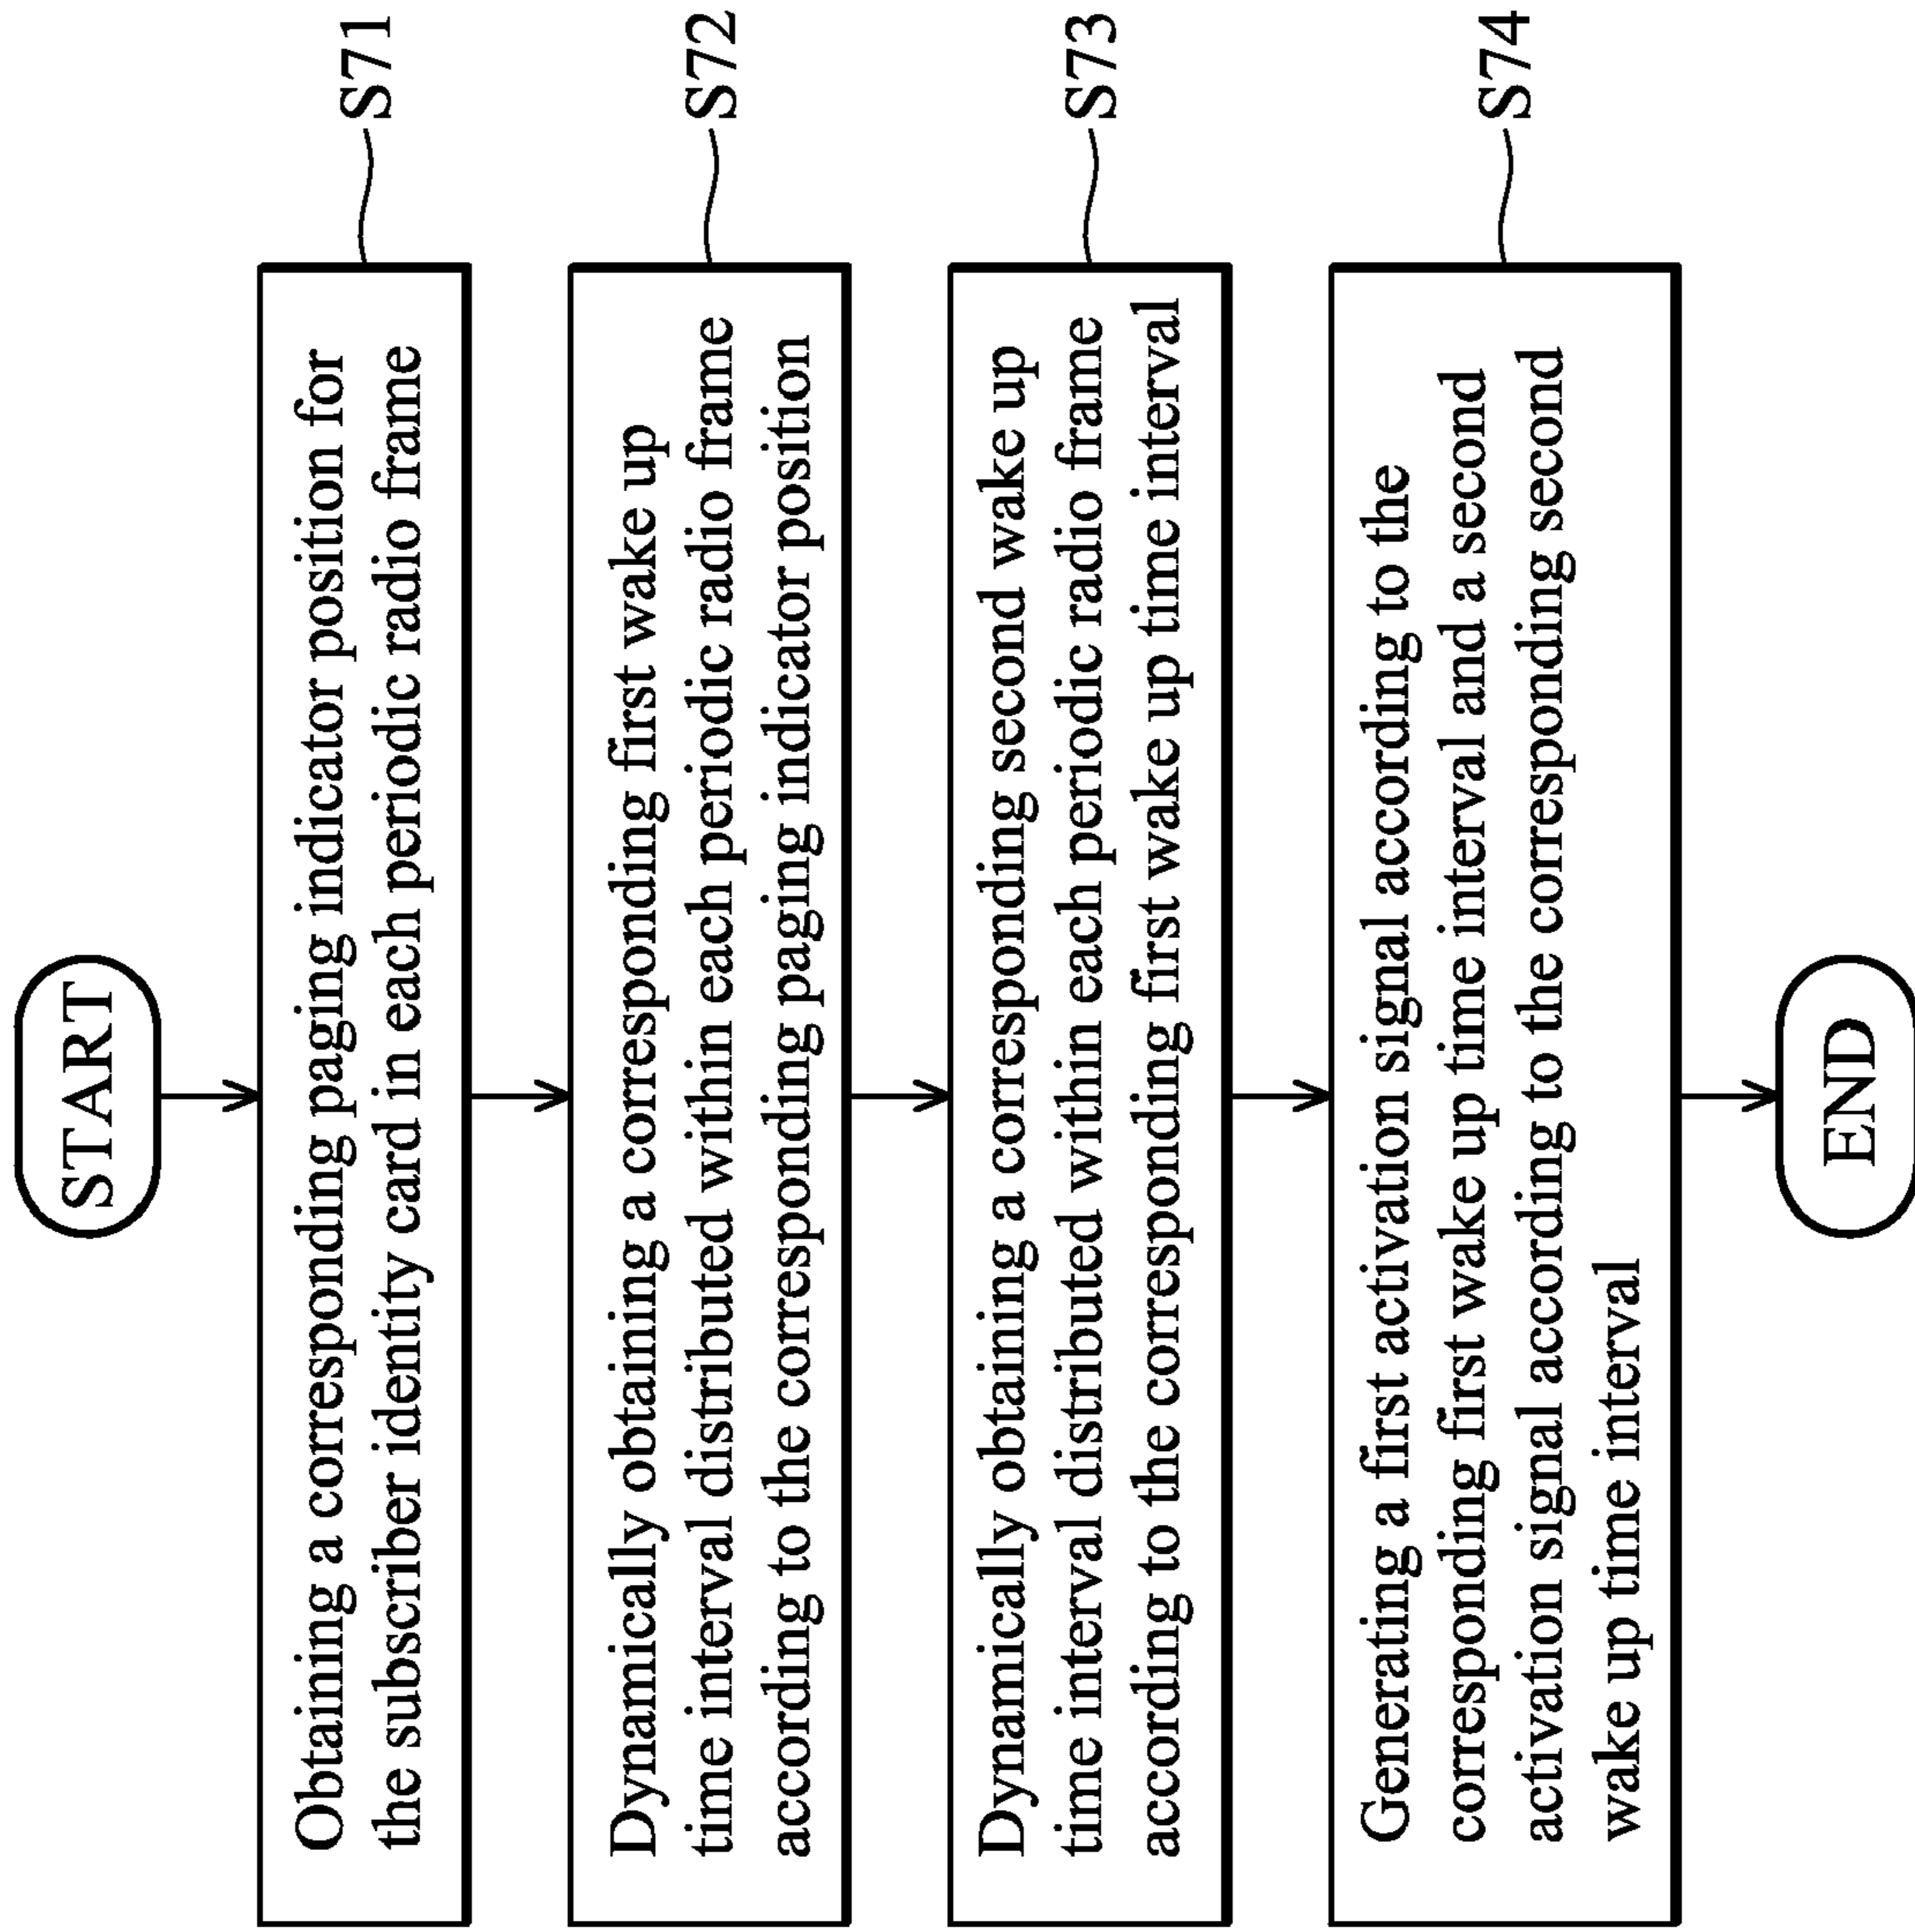 START
Obtaining a corresponding paging indicator position for
the subscriber identity card in each periodic radio frame
S71
Dynamically obtaining a corresponding first wake up
time interval distributed within each periodic radio frame
according to the corresponding paging indicator position
S72
Dynamically obtaining a corresponding second wake up
time interval distributed within each periodic radio frame
according to the corresponding first wake up time interval
S73
Generating a first activation signal according to the
corresponding first wake up time interval and a second
activation signal according to the corresponding second
wake up time interval
S74
END